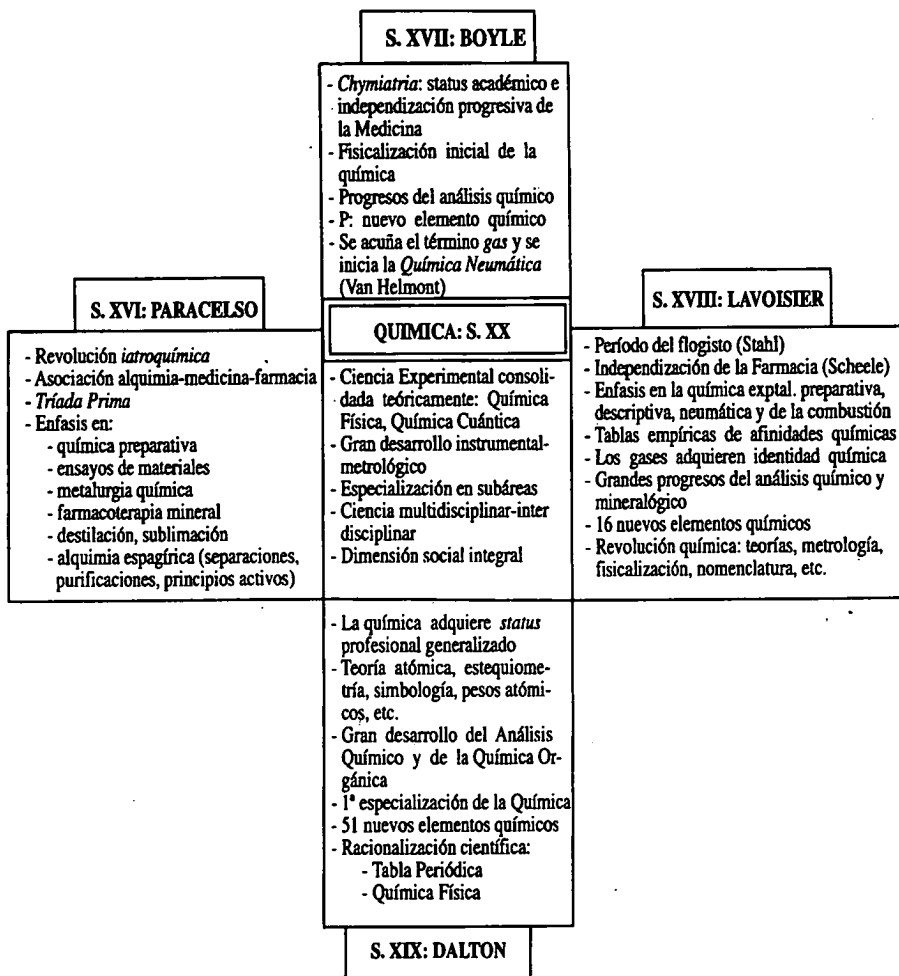 S. XVII: BOYLE
- Chymiatria: status académico e
independización progresiva de
la Medicina
- Fisicalización inicial de la
química
- Progresos del análisis químico
- P: nuevo elemento químico
- Se acuña el término gas y se
inicia la Química Neumática
(Van Helmont)
S. XVI: PARACELSO
- Revolución iatroquímica
- Asociación alquimia-medicina-farmacia
- Tríada Prima
- Enfasis en:
- química preparativa
- ensayos de materiales
- metalurgia química
- farmacoterapia mineral
- destilación, sublimación
- alquimia espagírica (separaciones,
purificaciones, principios activos)
QUIMICA: S. XX
- Ciencia Experimental consoli-
dada teóricamente: Química
Física, Química Cuántica
- Gran desarrollo instrumental-
metrológico
- Especialización en subáreas
- Ciencia multidisciplinar-inter
disciplinar
- Dimensión social integral
S. XVIII: LAVOISIER
- Período del flogisto (Stahl)
- Independización de la Farmacia (Scheele)
- Enfasis en la química exptal. preparativa,
descriptiva, neumática y de la combustión
- Tablas empíricas de afinidades químicas
- Los gases adquieren identidad química
- Grandes progresos del análisis químico y
mineralógico
- 16 nuevos elementos químicos
- Revolución química: teorías, metrología,
fisicalización, nomenclatura, etc.
- La química adquiere status
profesional generalizado
- Teoría atómica, estequiome-
tría, simbología, pesos atómi-
cos, etc.
- Gran desarrollo del Análisis
Químico y de la Química Or-
gánica
- 1ª especialización de la Química
- 51 nuevos elementos químicos
- Racionalización científica:
- Tabla Periódica
- Química Física
S. XIX: DALTON